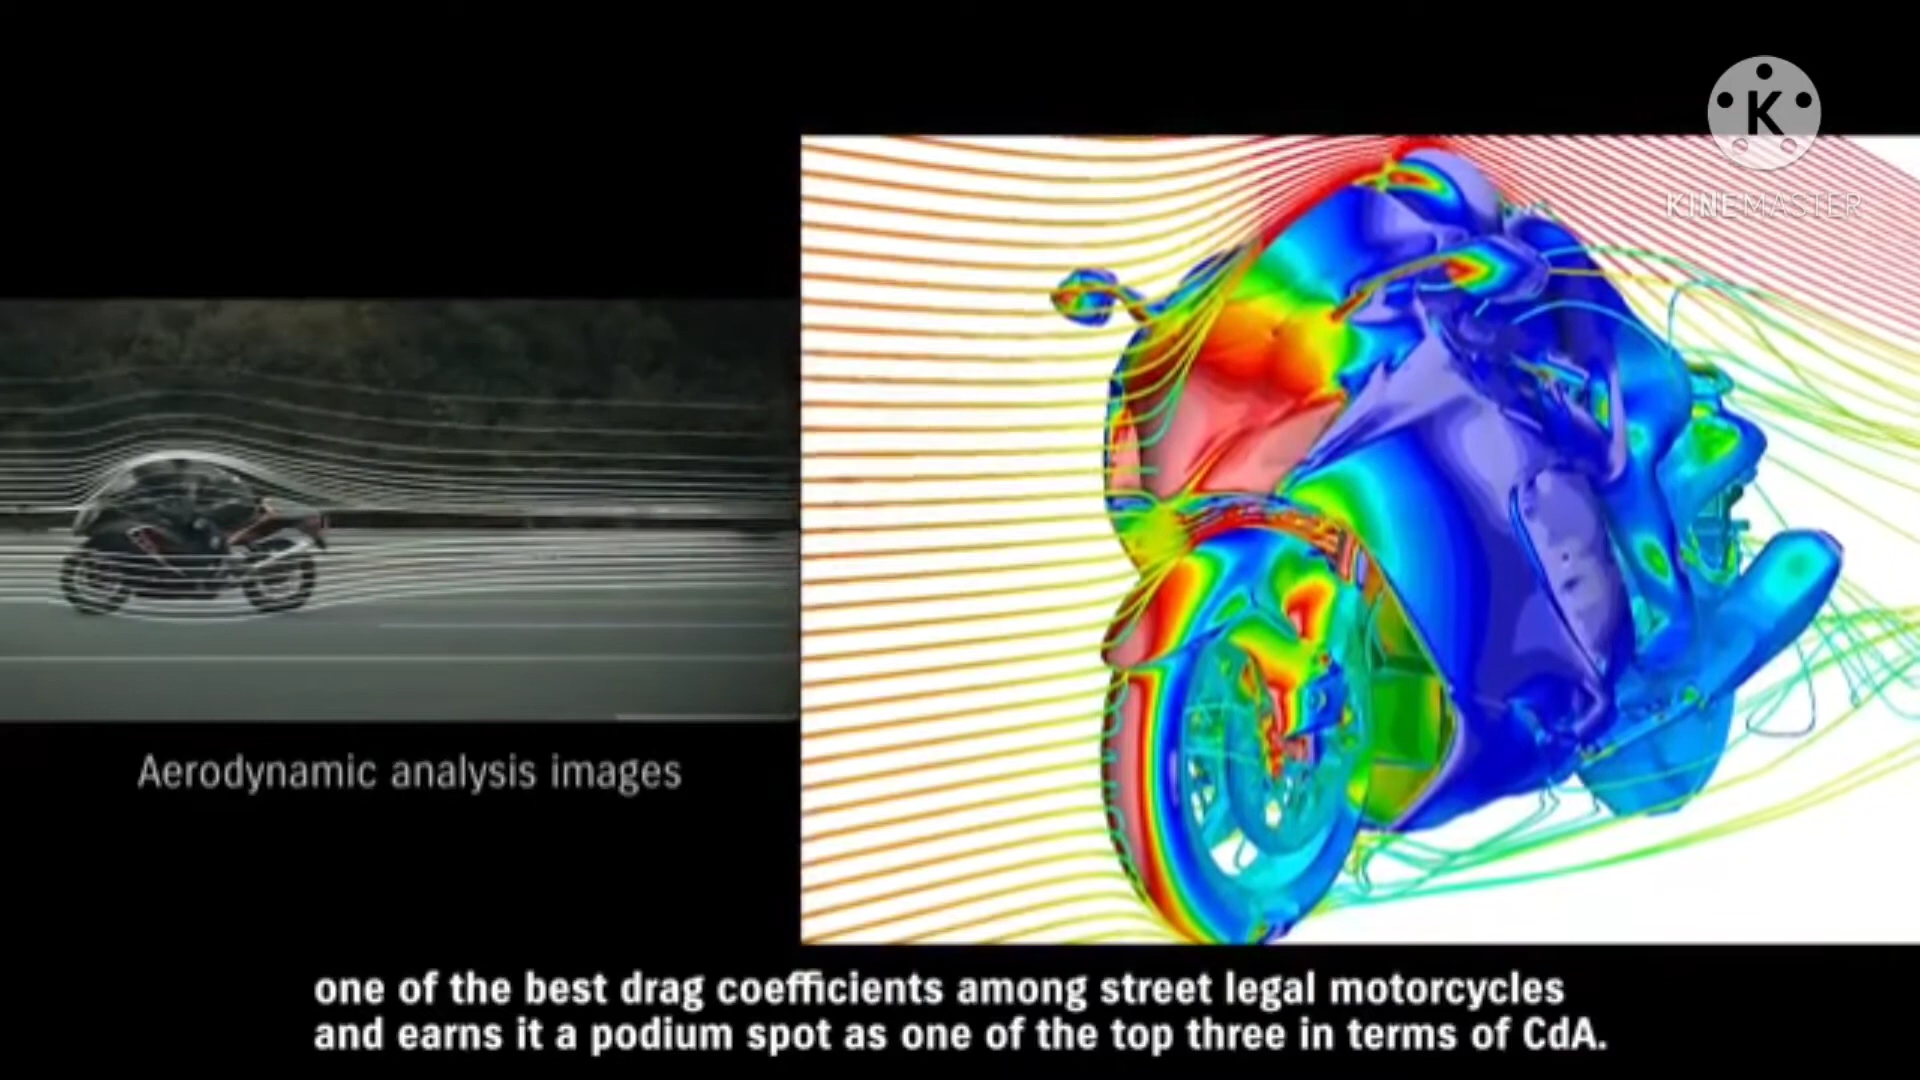 K
KINEMASTER
Aerodynamic analysis images
one of the best drag coefficients among street legal motorcycles
and earns it a podium spot as one of the top three in terms of CdA.